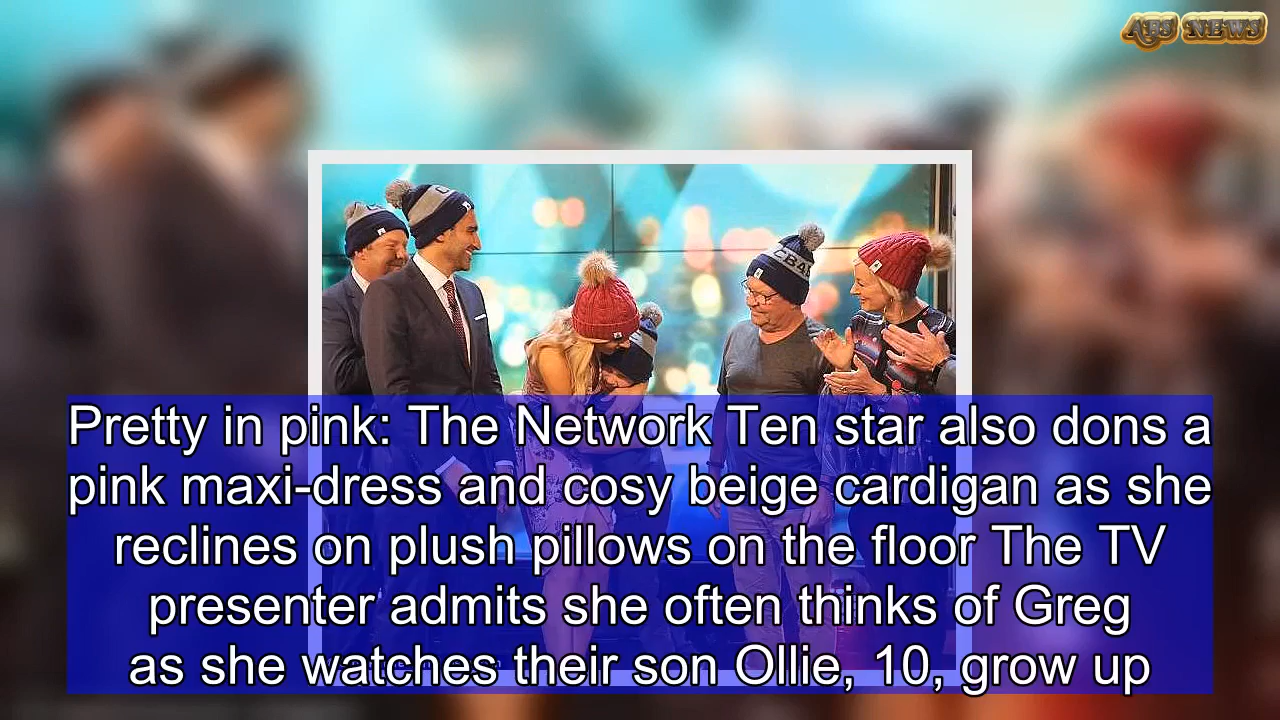 ABS NEWS
CB4
Pretty in pink: The Network Ten star also dons a
pink maxi-dress and cosy beige cardigan as she
reclines on plush pillows on the floor The TV
presenter admits she often thinks of Greg
as she watches their son Ollie, 10, grow up